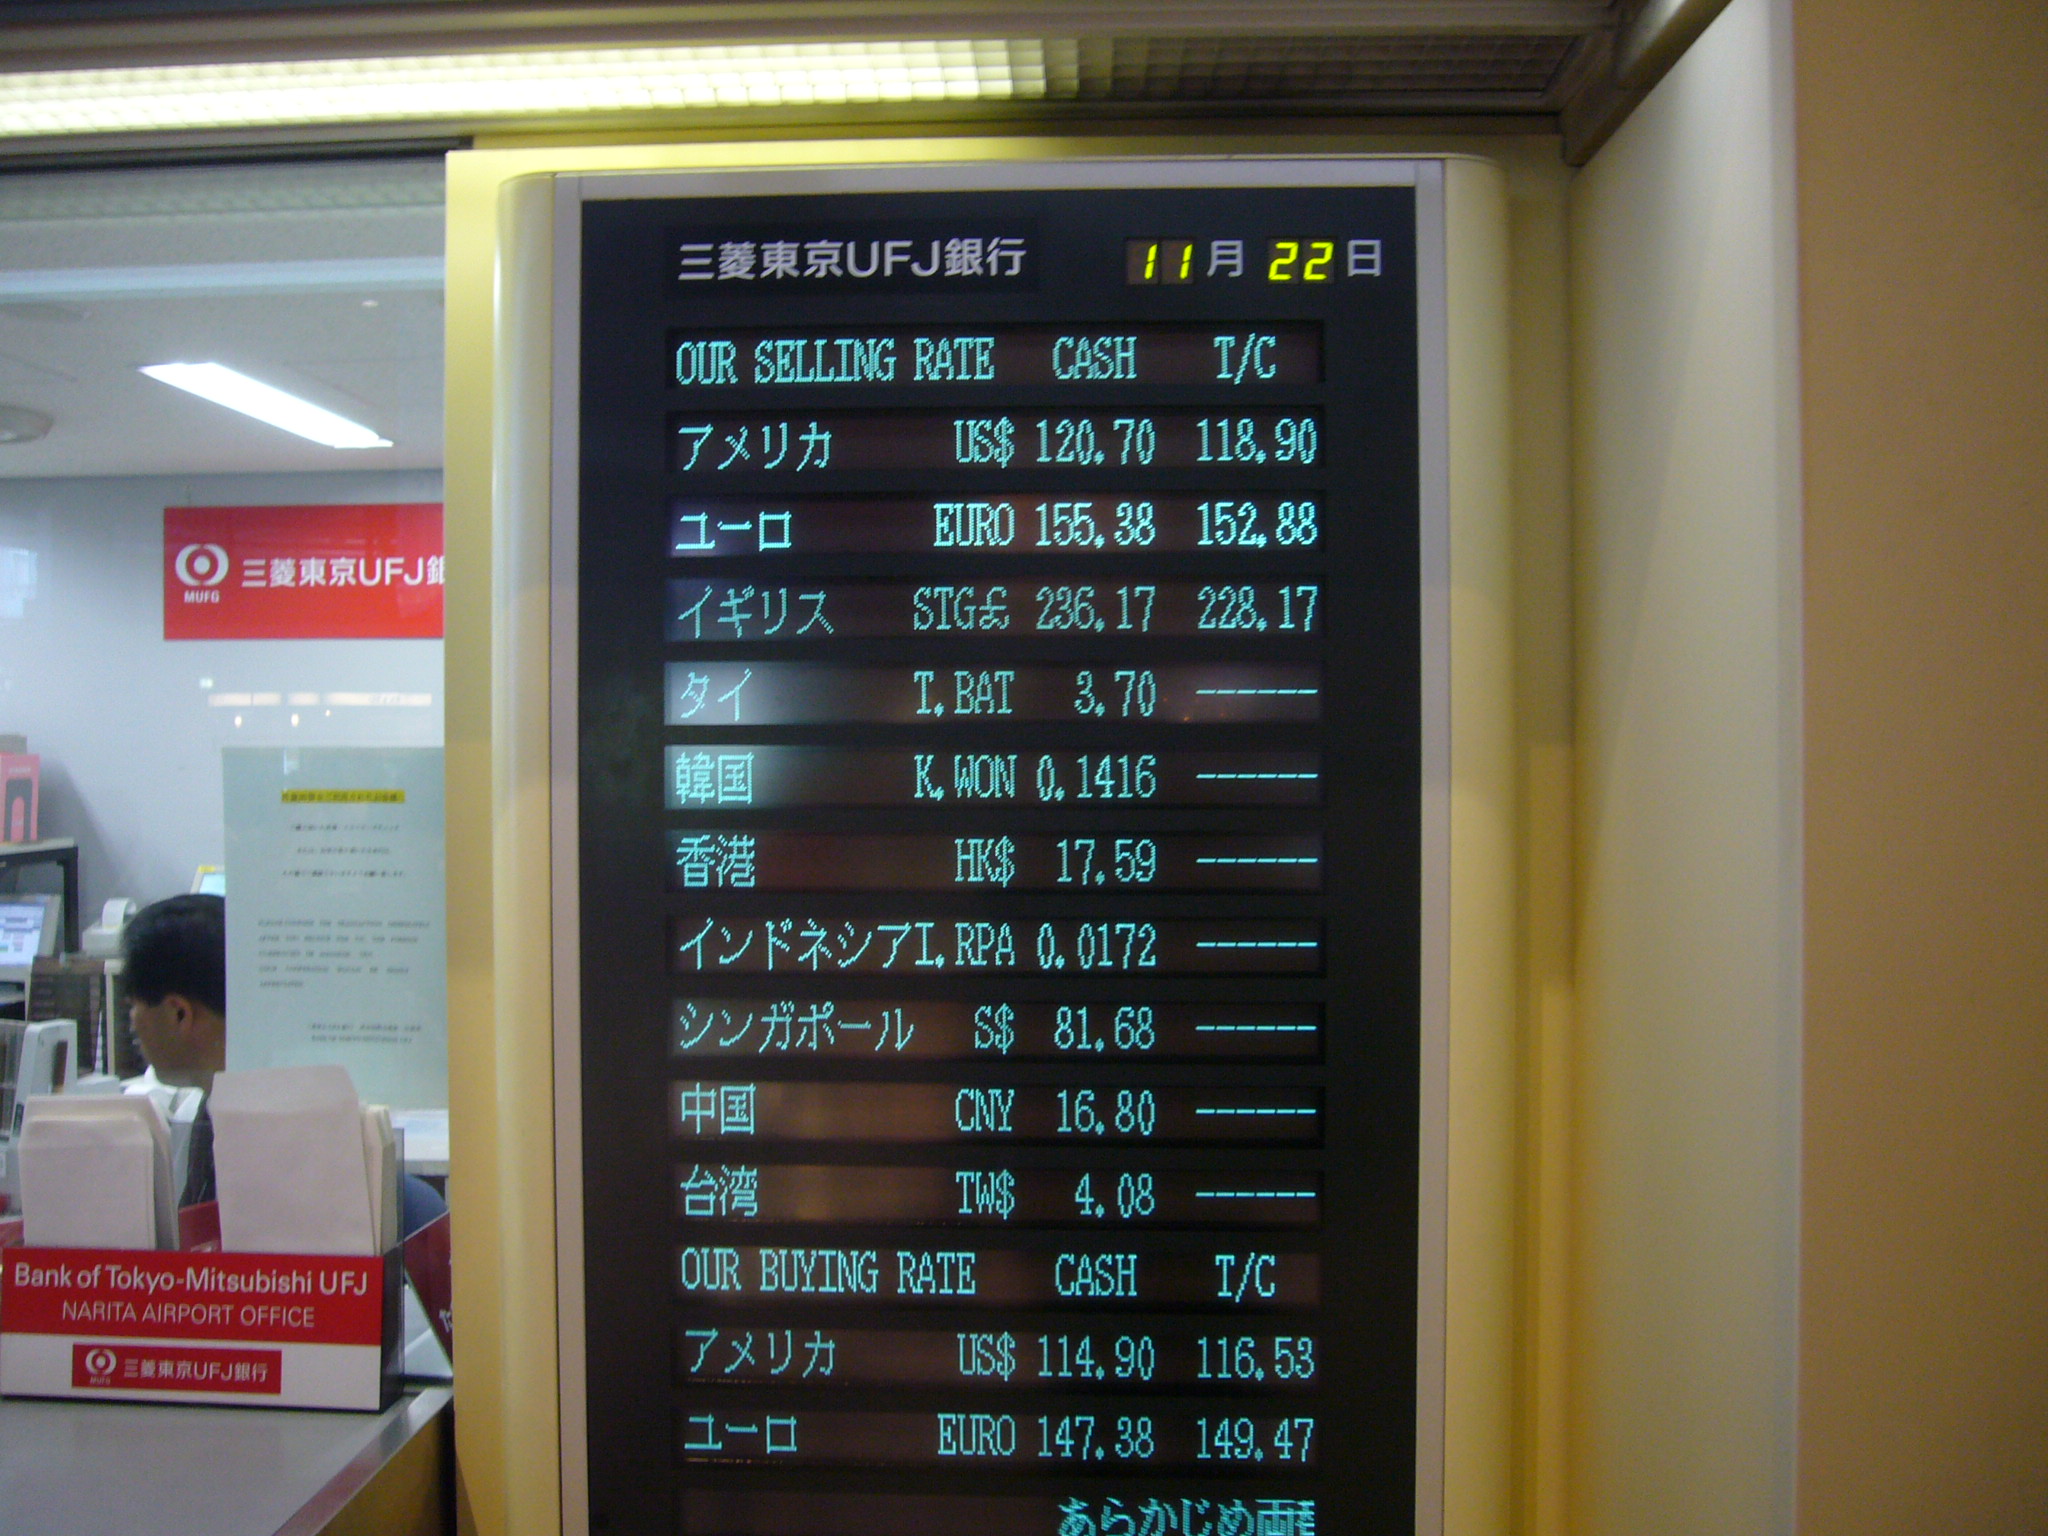 三菱東京UFJ銀行 11月22日
OUR SELLING RATE CASH T/C
アメリカ US$ 120.70 118.90
ユーロ EURO 155.38 152.88
イギリス STG£ 236.17 228.17
タイ T.BAT 3.70 ------
韓国 K.WON 0.1416 ------
香港 HK$ 17.59 ------
インドネシア I.RPA 0.0172 ------
シンガポール S$ 81.68 ------
中国 CNY 16.80 ------
台湾 TW$ 4.08 ------
OUR BUYING RATE CASH T/C
アメリカ US$ 114.90 116.53
ユーロ EURO 147.38 149.47
あらかじめ両
MUFG
三菱東京UFJ
Bank of Tokyo-Mitsubishi UFJ
NARITA AIRPORT OFFICE
MUFG 三菱東京UFJ銀行